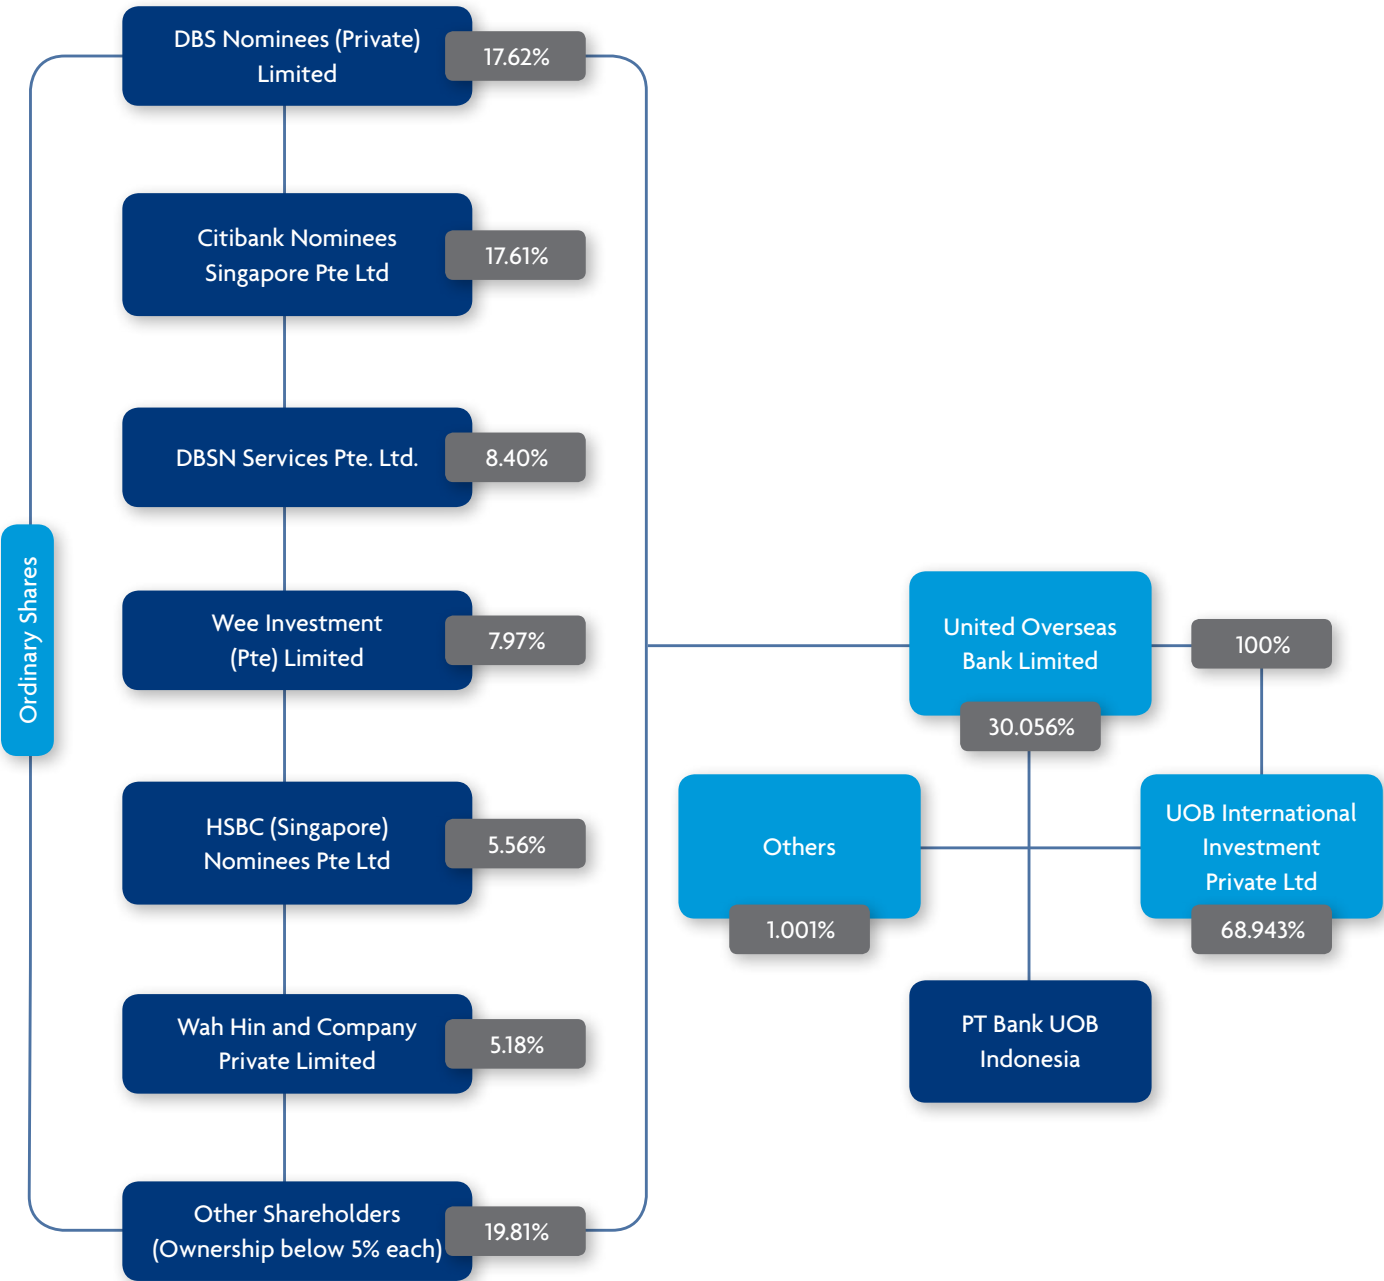 DBS Nominees (Private)
Limited
17.62%
Citibank Nominees
Singapore Pte Ltd
17.61%
DBSN Services Pte. Ltd.
8.40%
Ordinary Shares
Wee Investment
(Pte) Limited
7.97%
HSBC (Singapore)
Nominees Pte Ltd
5.56%
Wah Hin and Company
Private Limited
5.18%
Other Shareholders
(Ownership below 5% each)
19.81%
United Overseas
Bank Limited
30.056%
100%
Others
1.001%
UOB International
Investment
Private Ltd
68.943%
PT Bank UOB
Indonesia